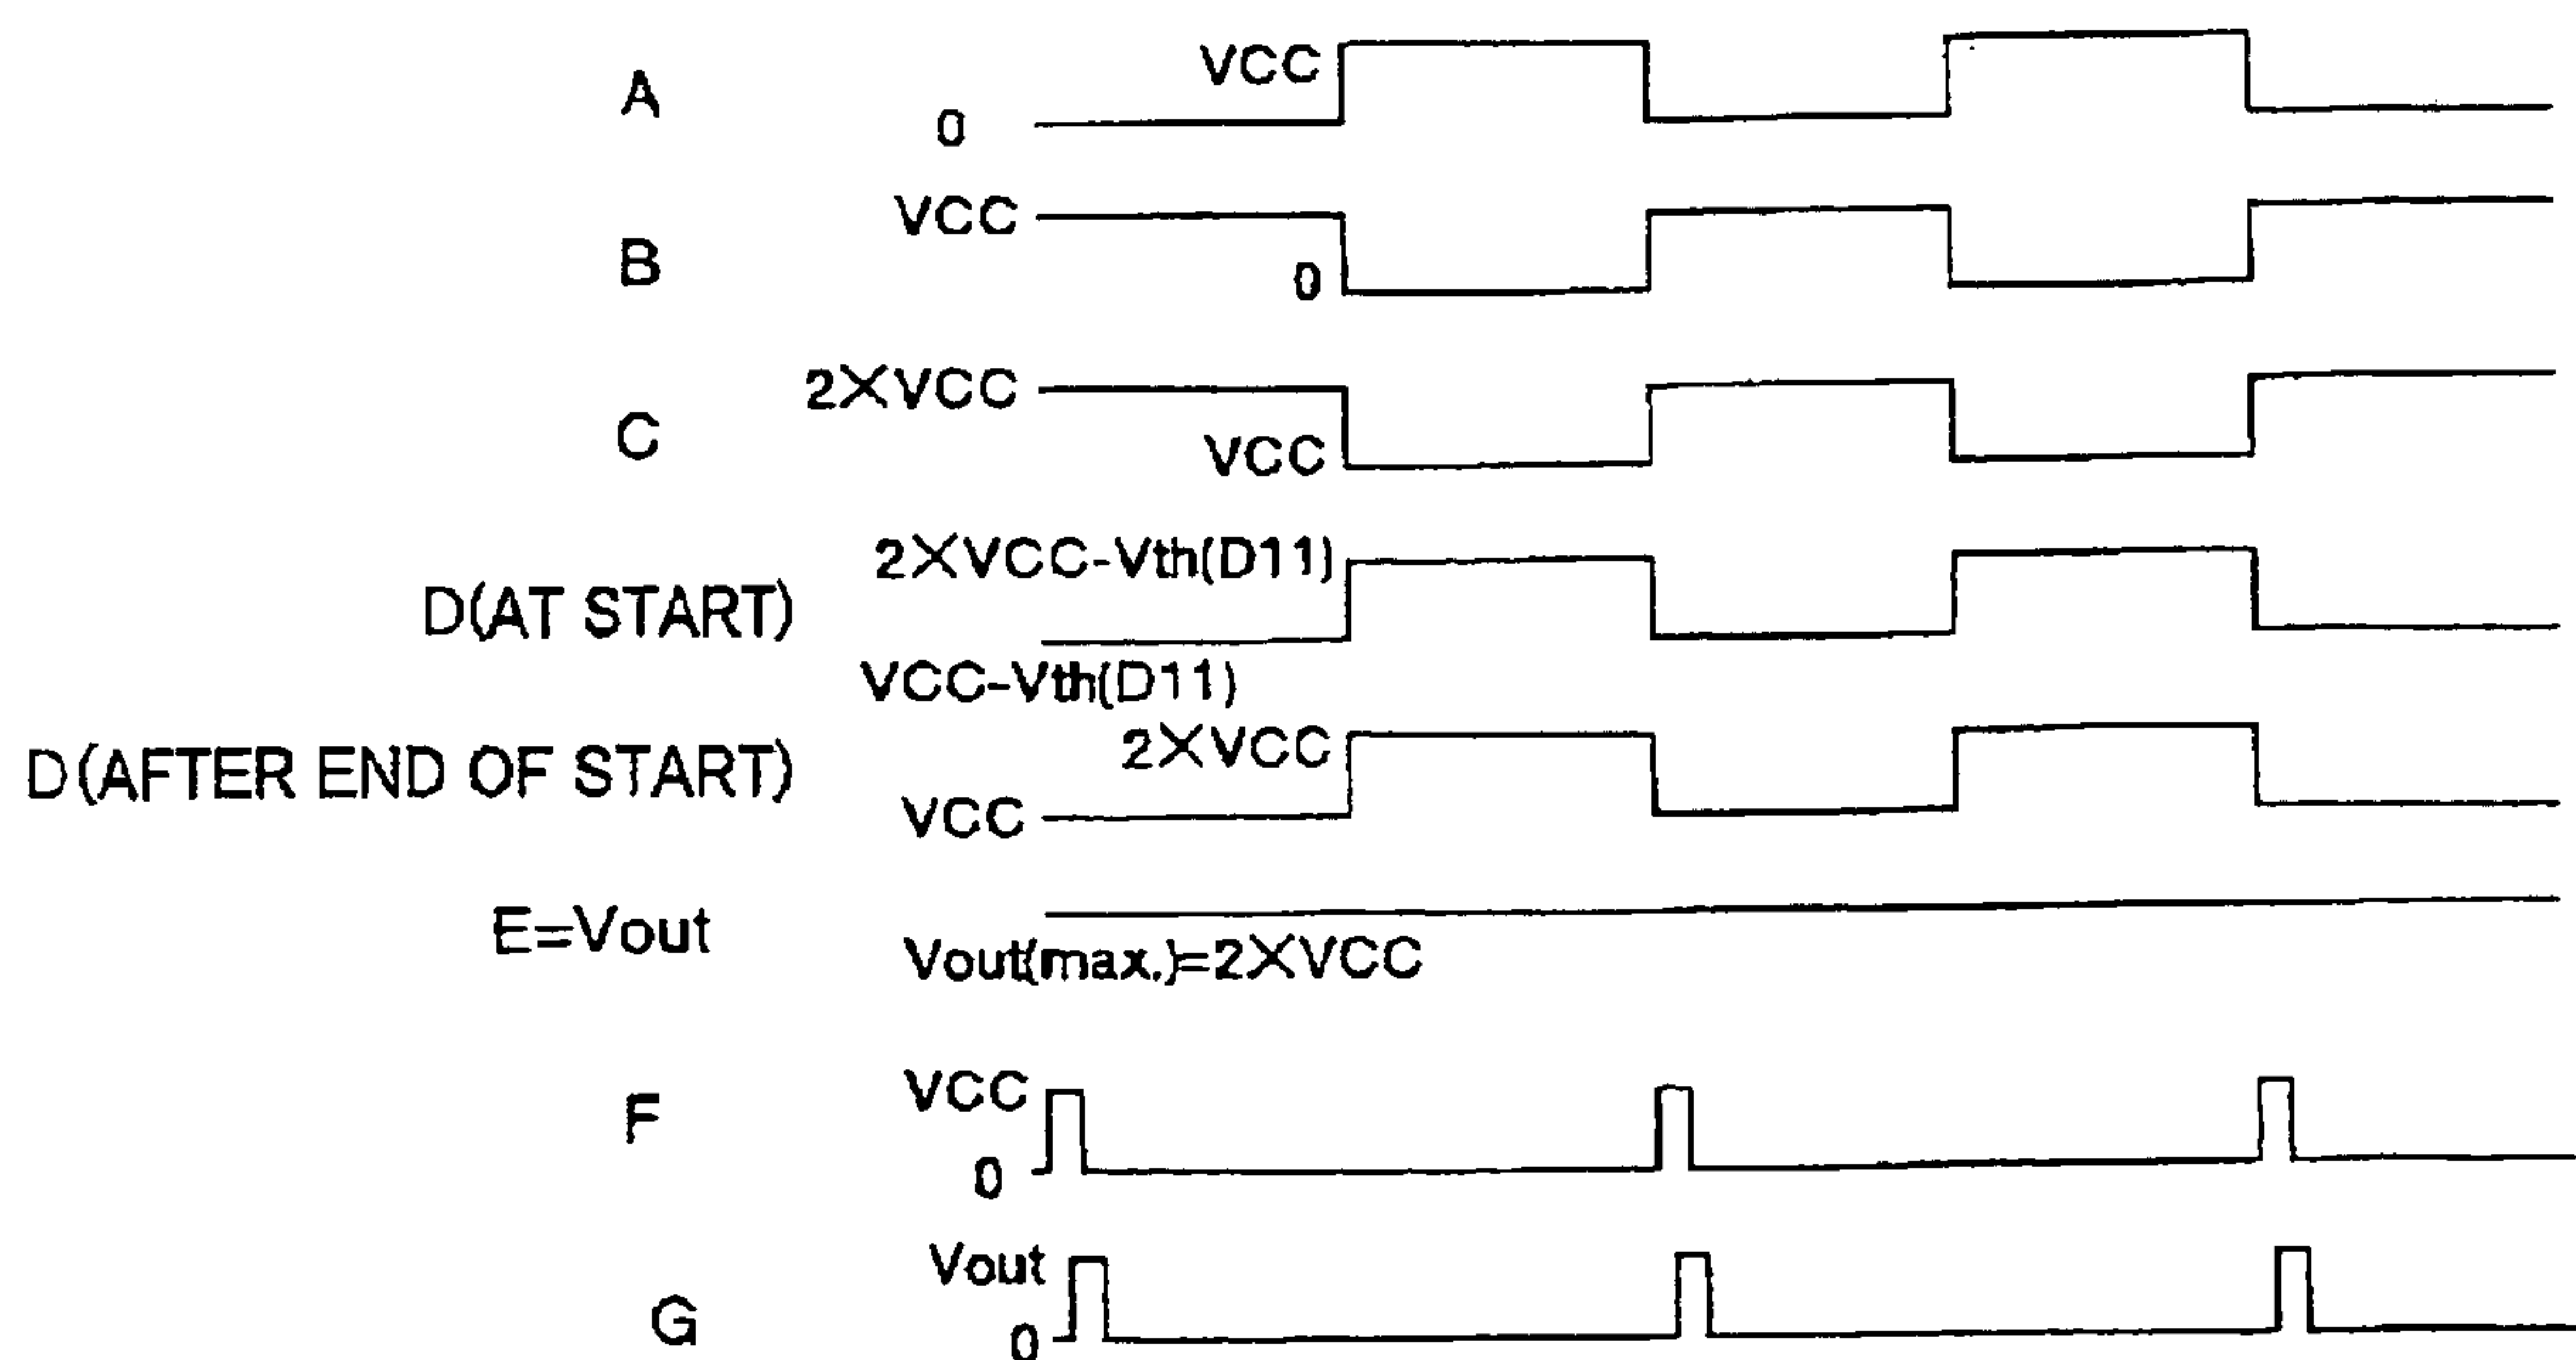 A
VCC
0
B
VCC
0
C
2×VCC
VCC
D(AT START)
2×VCC-Vth(D11)
VCC-Vth(D11)
D(AFTER END OF START)
2×VCC
VCC
E=Vout
Vout(max.)=2×VCC
F
VCC
0
G
Vout
0